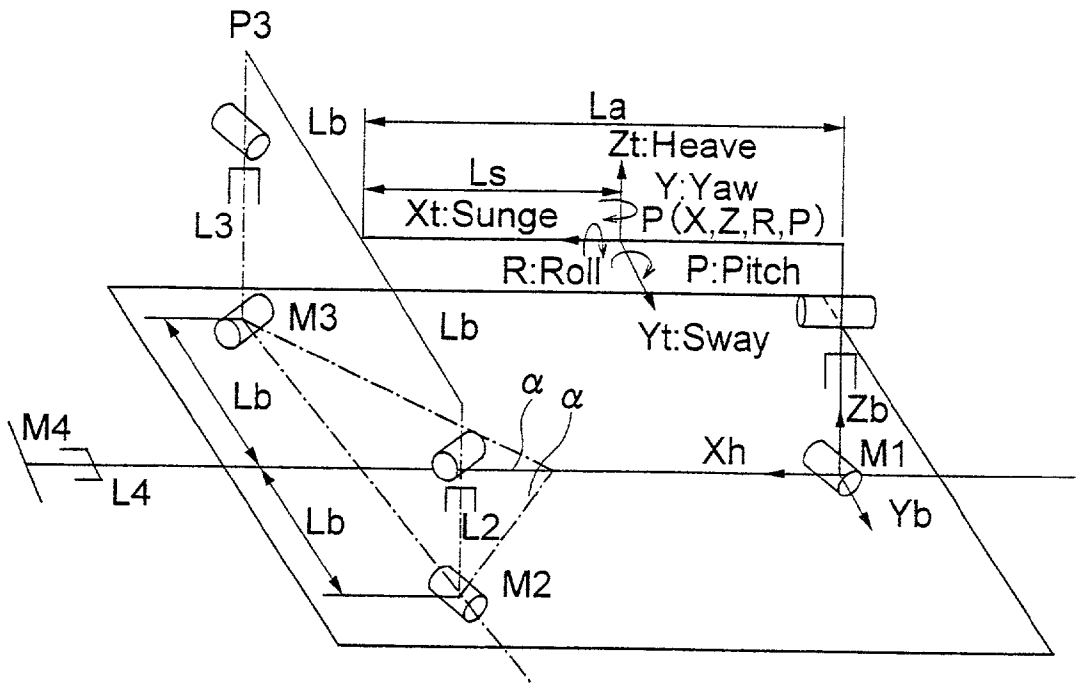 P3
Lb
La
Zt:Heave
Ls
Y:Yaw
Xt:Sunge
P(X,Z,R,P)
L3
R:Roll
P:Pitch
M3
Lb
Yt:Sway
Lb
α
α
Zb
M4
Xh
M1
L4
Lb
L2
Yb
M2